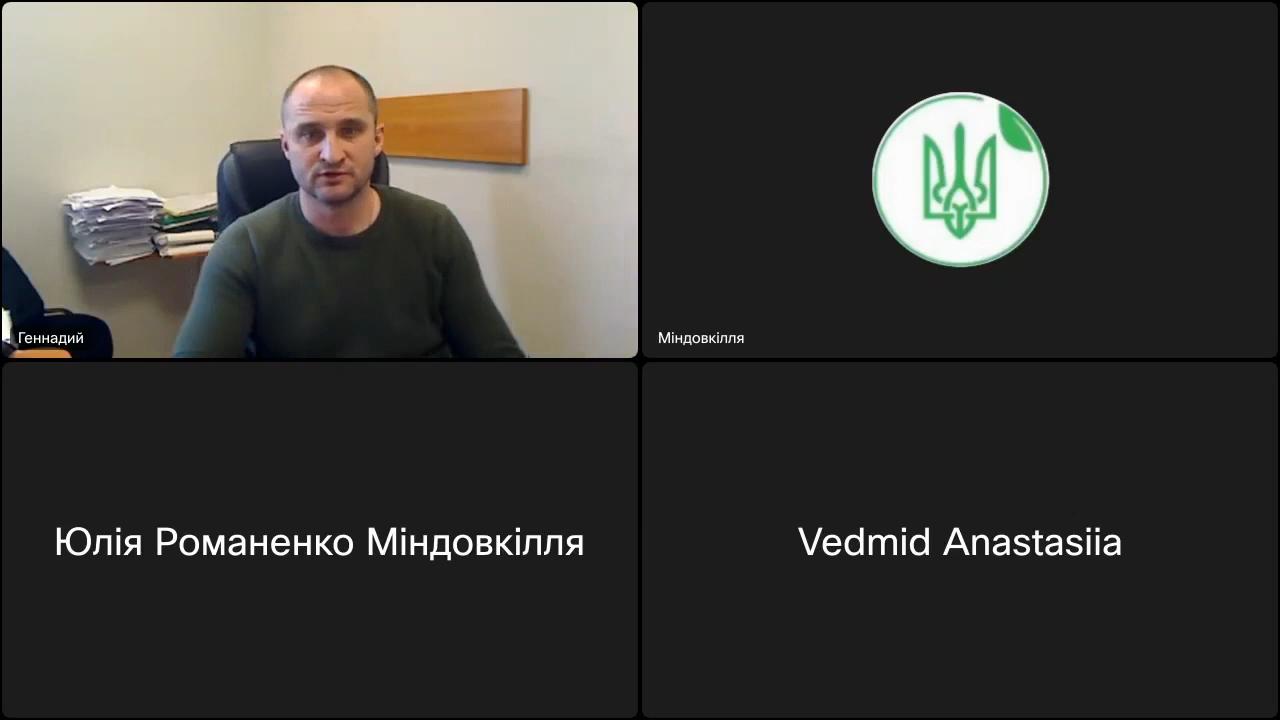 Геннадий
Міндовкілля
Юлія Романенко Міндовкілля
Vedmid Anastasiia